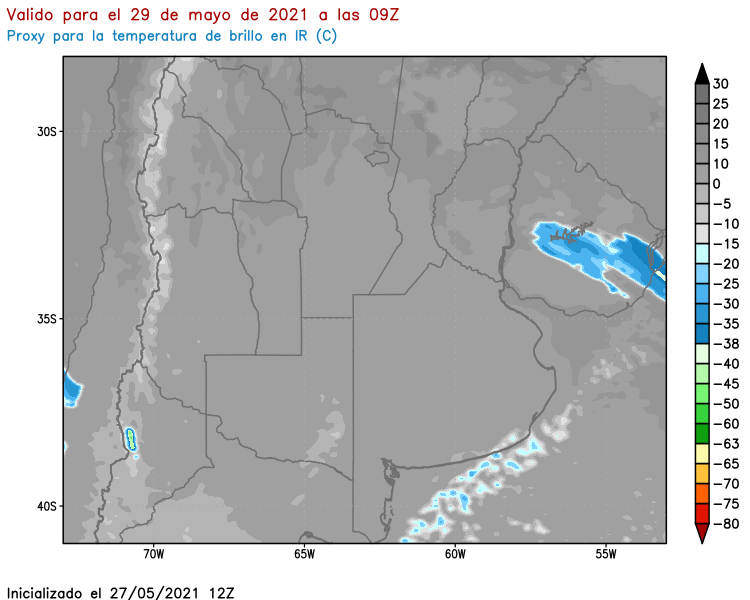 Valido para el 29 de mayo de 2021 a las 09Z
Proxy para la temperatura de brillo en IR (C)
30S
35S
40S
70W
65W
60W
55W
30
25
20
15
10
0
−5
−10
−15
−20
−25
−30
−35
−38
−40
−45
−50
−60
−63
−65
−70
−75
−80
Inicializado el 27/05/2021 12Z